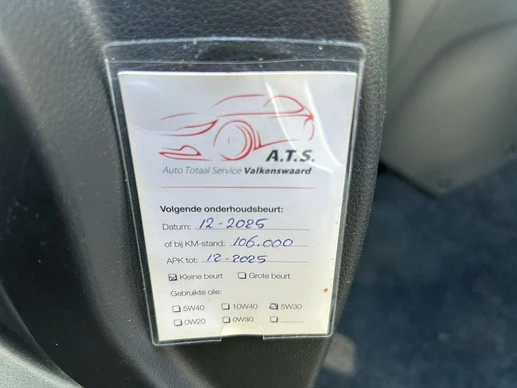 A.T.S.
Auto Totaal Service Valkenswaard
Volgende onderhoudsbeurt:
Datum: 12-2025
of bij KM-stand: 106.000
APK tot: 12-2025
Kleine beurt Grote beurt
Gebruikte olie:
5W40 10W40 5W30
0W20 0W30